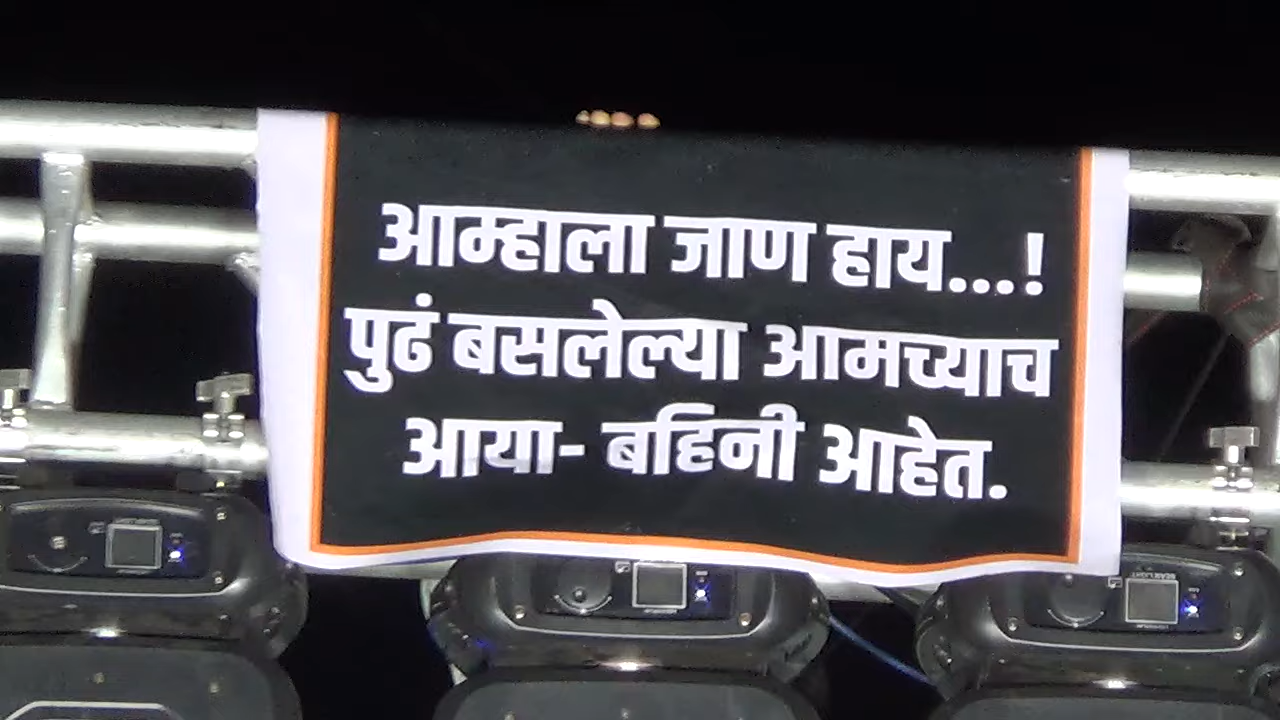 आम्हाला जाण हाय...!
पुढं बसलेल्या आमच्याच
आया- बहिनी आहेत.